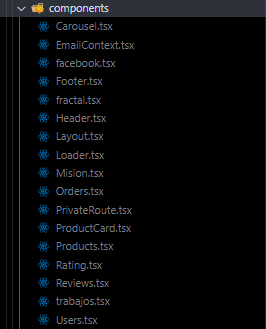 components
Carousel.tsx
EmailContext.tsx
facebook.tsx
Footer.tsx
fractal.tsx
Header.tsx
Layout.tsx
Loader.tsx
Mision.tsx
Orders.tsx
PrivateRoute.tsx
ProductCard.tsx
Products.tsx
Rating.tsx
Reviews.tsx
trabajos.tsx
Users.tsx